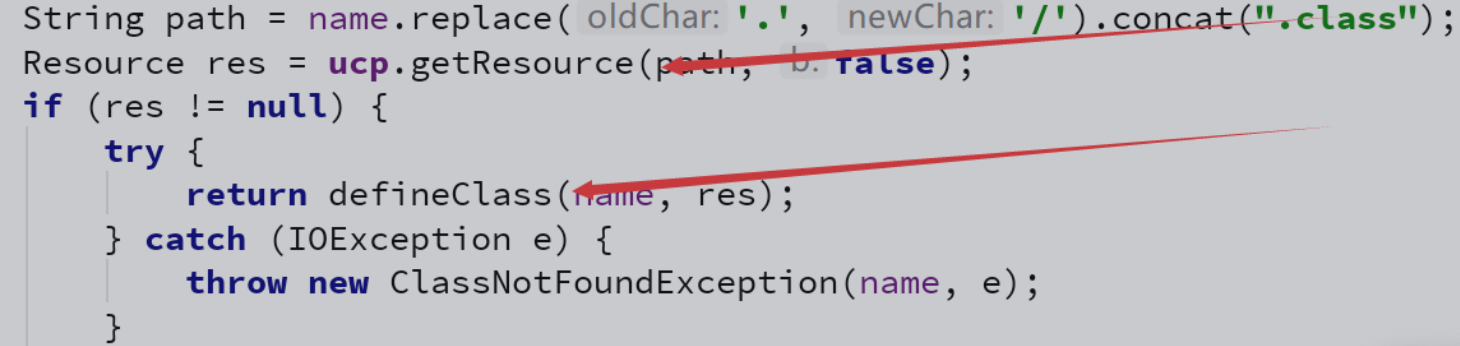 String path = name.replace( oldChar: '.', newChar: '/').concat(".class");
Resource res = ucp.getResource(path, b: false);
if (res != null) {
try {
return defineClass(name, res);
} catch (IOException e) {
throw new ClassNotFoundException(name, e);
}